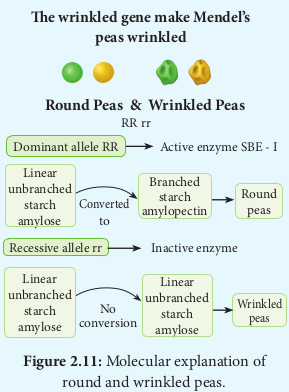 The wrinkled gene make Mendel's
peas wrinkled
Round Peas & Wrinkled Peas
RR rr
Dominant allele RR
Active enzyme SBE - I
Linear
unbranched
starch
amylose
Converted
to
Branched
starch
amylopectin
Round
peas
Recessive allele rr
Inactive enzyme
Linear
unbranched
starch
amylose
No
conversion
Linear
unbranched
starch
amylose
Wrinkled
peas
Figure 2.11: Molecular explanation of
round and wrinkled peas.